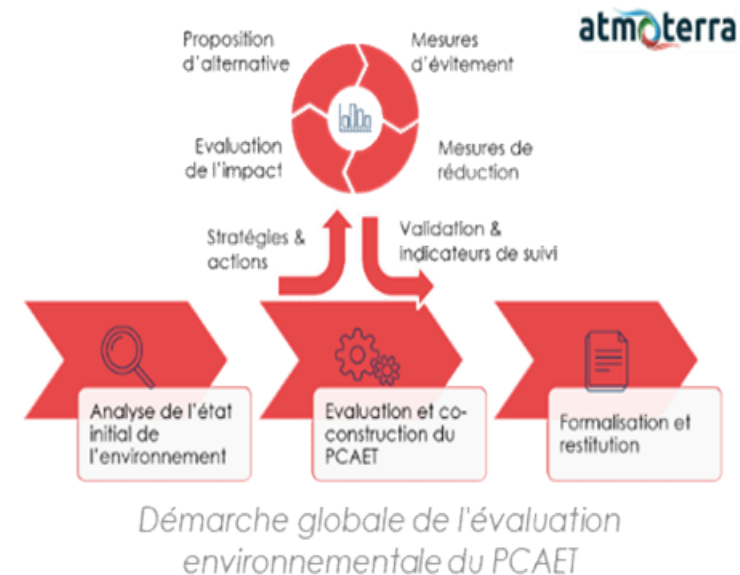 atmoterra
Proposition
d'alternative
Mesures
d'évitement
Evaluation
de l'impact
Mesures de
réduction
Stratégies &
actions
Validation &
indicateurs de suivi
Analyse de l'état
initial de
l'environnement
Evaluation et co-
construction du
PCAET
Formalisation et
restitution
Démarche globale de l'évaluation
environnementale du PCAET